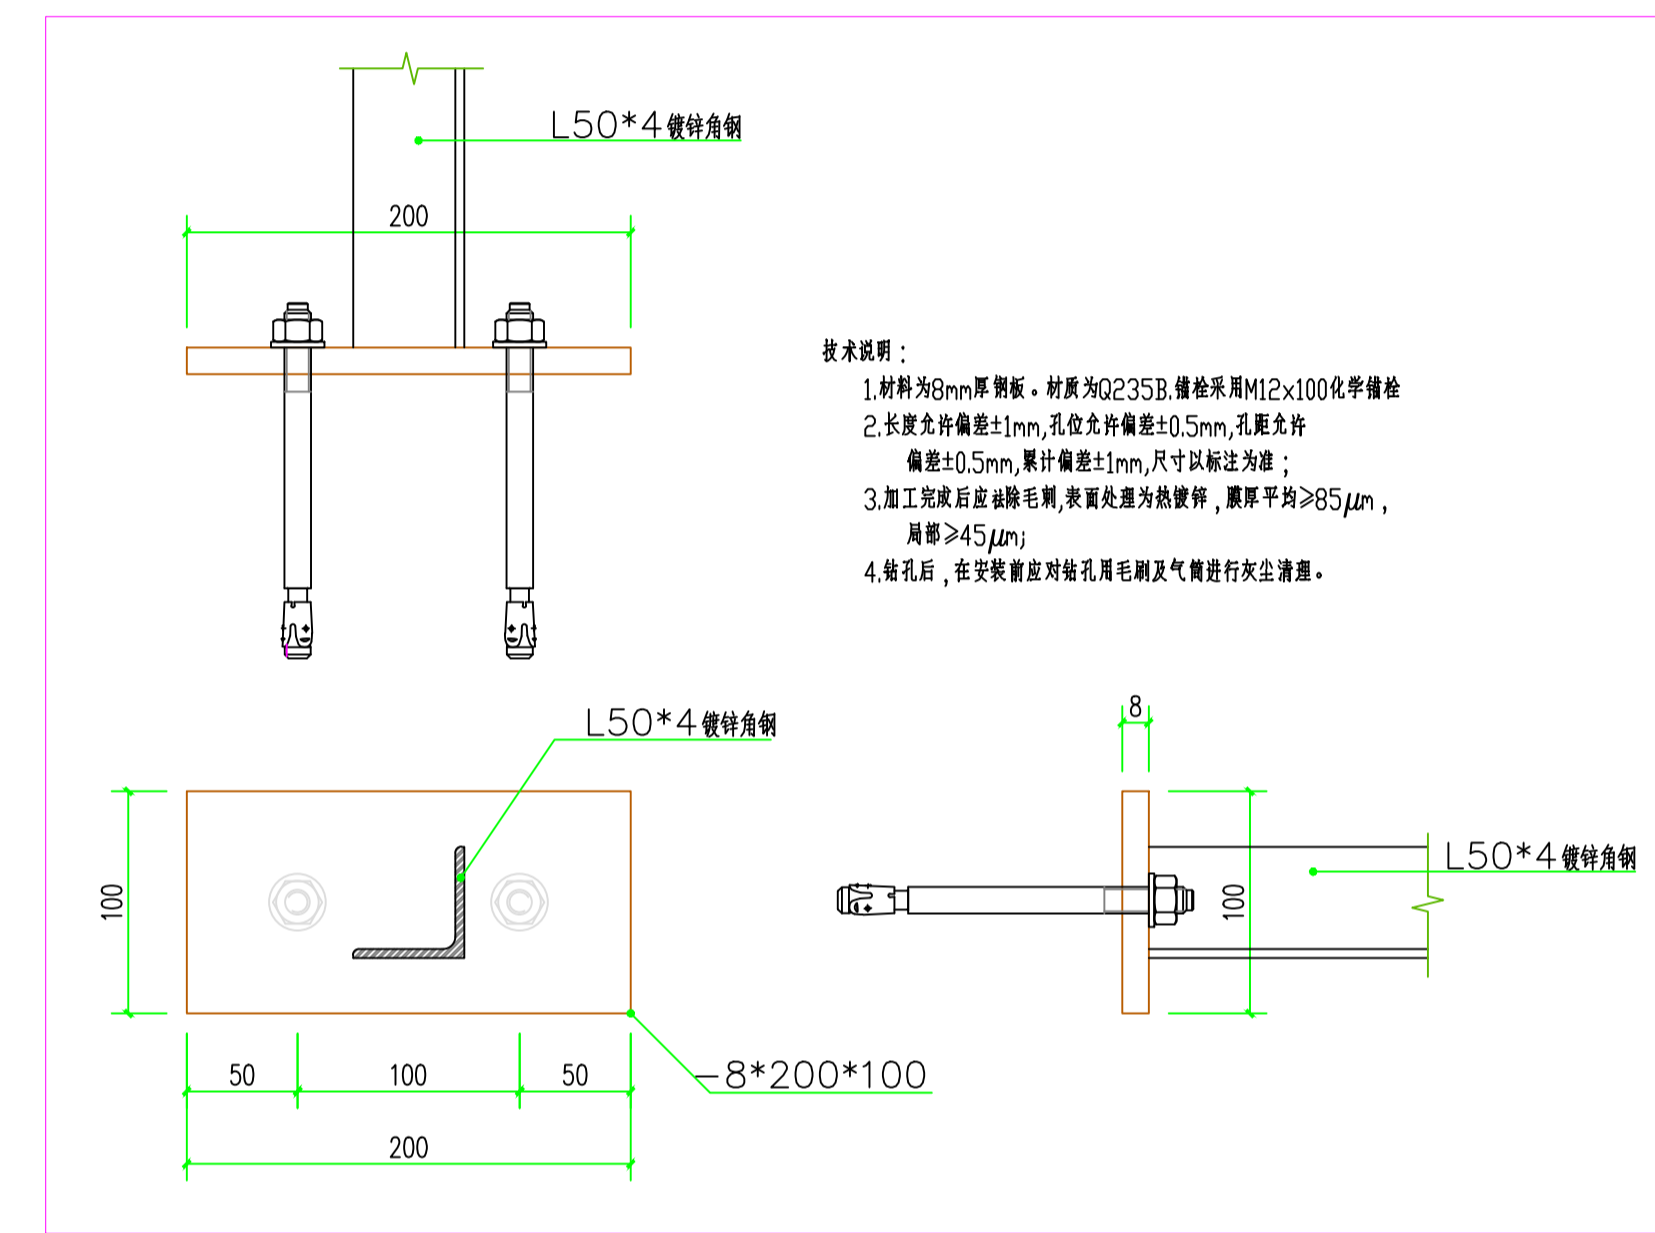 L50*4镀锌角钢
200
技术说明：
1.材料为8mm厚钢板。材质为Q235B.锚栓采用M12x100化学锚栓
2.长度允许偏差±1mm,孔位允许偏差±0.5mm,孔距允许
偏差±0.5mm,累计偏差±1mm,尺寸以标注为准；
3.加工完成后应祛除毛刺,表面处理为热镀锌，膜厚平均≥85μm，
局部≥45μm;
4.钻孔后，在安装前应对钻孔用毛刷及气筒进行灰尘清理。
L50*4镀锌角钢
100
50
100
50
200
-8*200*100
8
100
L50*4镀锌角钢